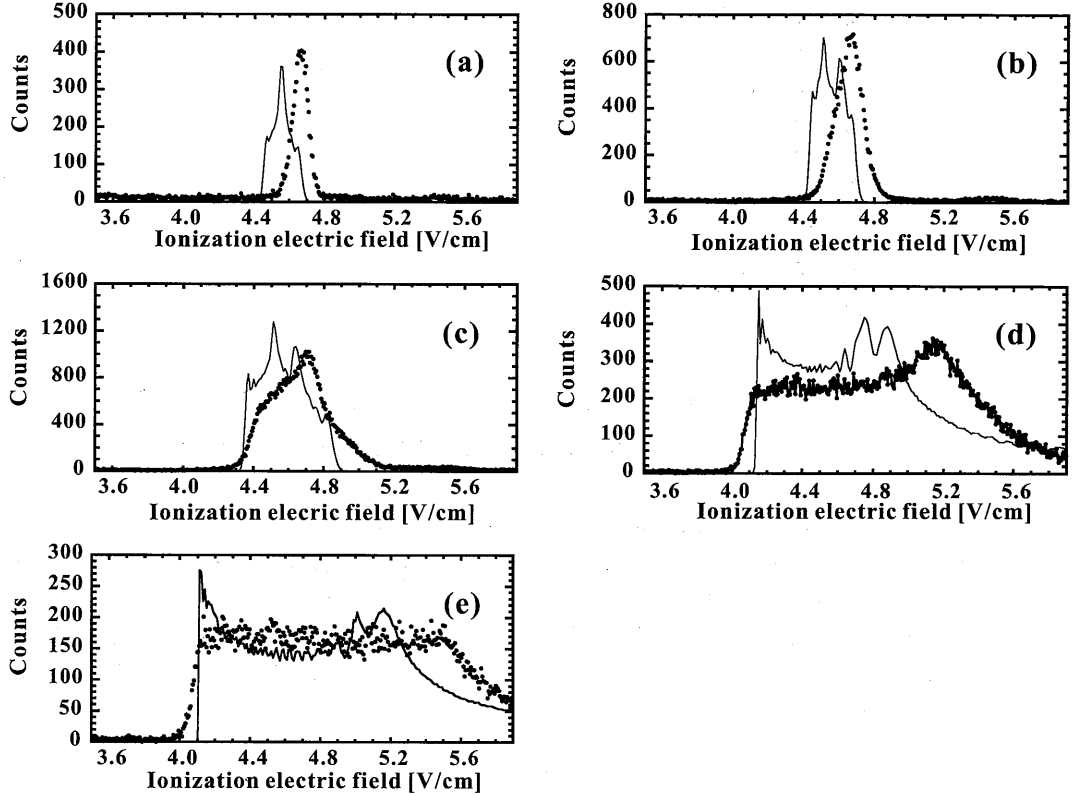 500
400
300
200
100
0
Counts
(a)
3.6 4.0 4.4 4.8 5.2 5.6
Ionization electric field [V/cm]
800
600
400
200
0
Counts
(b)
3.6 4.0 4.4 4.8 5.2 5.6
Ionization electric field [V/cm]
1600
1200
800
400
0
Counts
(c)
3.6 4.0 4.4 4.8 5.2 5.6
Ionization elecric field [V/cm]
500
400
300
200
100
0
Counts
(d)
3.6 4.0 4.4 4.8 5.2 5.6
Ionization electric field [V/cm]
300
250
200
150
100
50
0
Counts
(e)
3.6 4.0 4.4 4.8 5.2 5.6
Ionization electric field [V/cm]